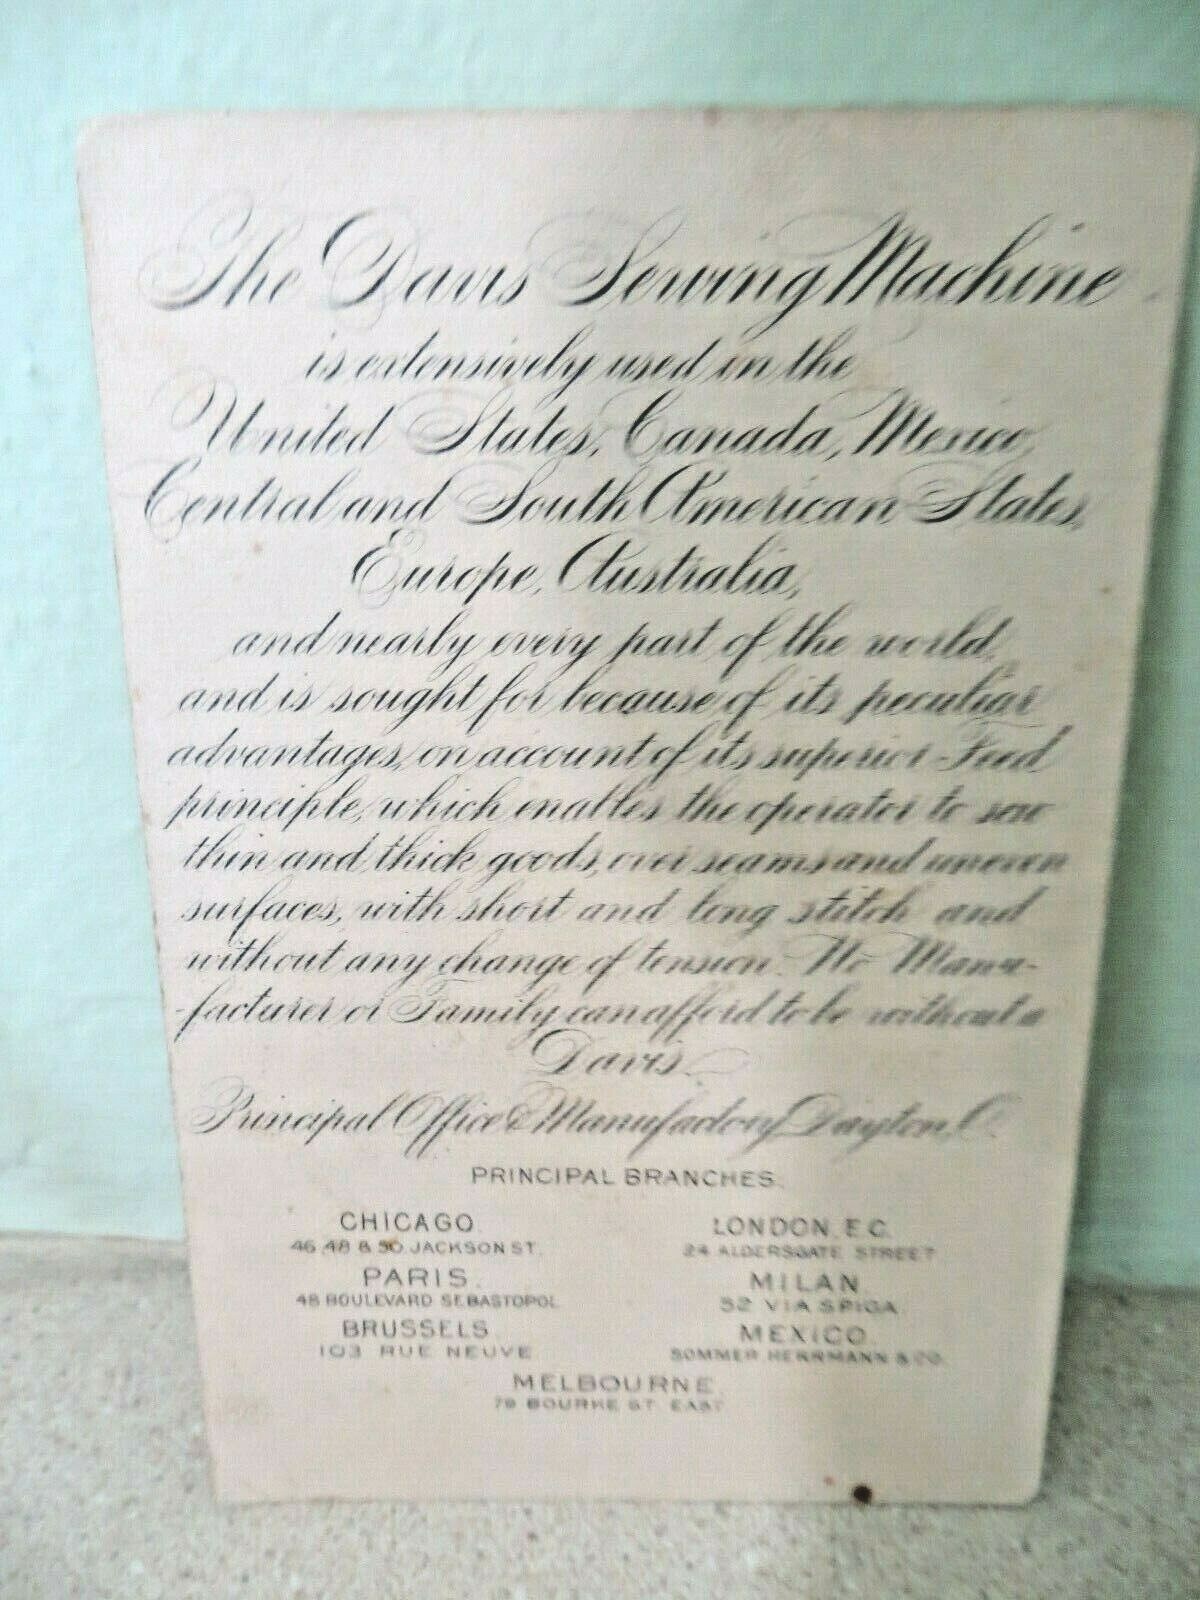 The Davis Sewing Machine
is extensively used in the
United States, Canada, Mexico,
Central and South American States,
Europe, Australia,
and nearly every part of the world,
and is sought for because of its peculiar
advantages, on account of its superior Feed
principle, which enables the operator to sew
thin and thick goods, over seams and uneven
surfaces, with short and long stitch and
without any change of tension. No Manu-
-facturer or Family can afford to be without a
Davis.
Principal Office & Manufactory, Dayton, O.
PRINCIPAL BRANCHES.
CHICAGO.
46, 48 & 50 JACKSON ST.
LONDON, E.C.
24 ALDERSGATE STREET
PARIS.
48 BOULEVARD SEBASTOPOL
MILAN
52 VIA SPIGA
BRUSSELS.
103 RUE NEUVE
MEXICO.
SOMMER HERRMANN & CO.
MELBOURNE.
78 BOURKE ST. EAST